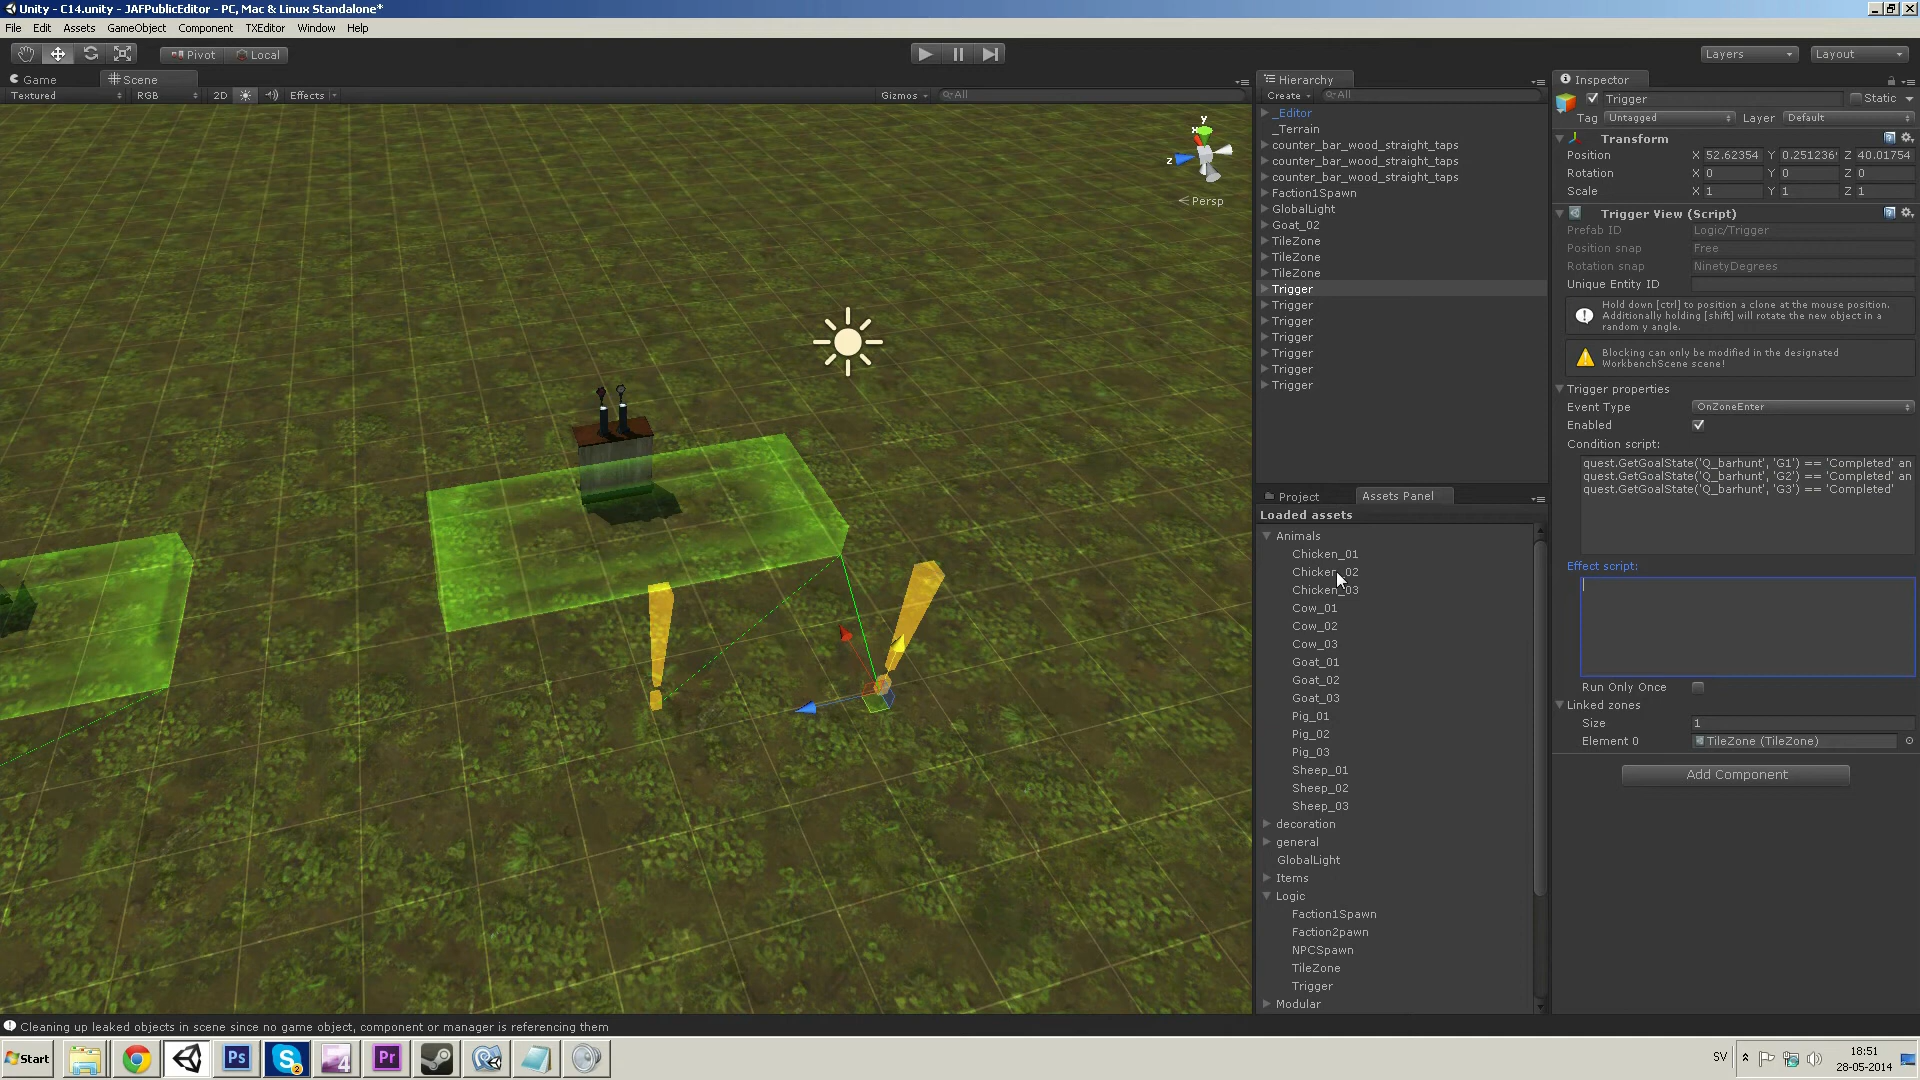 Unity - C14.unity - JAFPublicEditor - PC, Mac & Linux Standalone*
File Edit Assets GameObject Component TXEditor Window Help
Pivot Local
Layers Layout
Game Scene
Textured RGB 2D Effects Gizmos All
Persp
y
x
z
Hierarchy
Create All
_Editor
_Terrain
counter_bar_wood_straight_taps
counter_bar_wood_straight_taps
counter_bar_wood_straight_taps
Faction1Spawn
GlobalLight
Goat_02
TileZone
TileZone
TileZone
Trigger
Trigger
Trigger
Trigger
Trigger
Trigger
Trigger
Project Assets Panel
Loaded assets
Animals
Chicken_01
Chicken_02
Chicken_03
Cow_01
Cow_02
Cow_03
Goat_01
Goat_02
Goat_03
Pig_01
Pig_02
Pig_03
Sheep_01
Sheep_02
Sheep_03
decoration
general
GlobalLight
Items
Logic
Faction1Spawn
Faction2pawn
NPCSpawn
TileZone
Trigger
Modular
Inspector
Trigger Static
Tag Untagged Layer Default
Transform
Position X 52.62354 Y 0.251236 Z 40.01754
Rotation X 0 Y 0 Z 0
Scale X 1 Y 1 Z 1
Trigger View (Script)
Prefab ID Logic/Trigger
Position snap Free
Rotation snap NinetyDegrees
Unique Entity ID
Hold down [ctrl] to position a clone at the mouse position.
Additionally holding [shift] will rotate the new object in a
random y angle.
Blocking can only be modified in the designated
WorkbenchScene scene!
Trigger properties
Event Type OnZoneEnter
Enabled
Condition script:
quest.GetGoalState('Q_barhunt', 'G1') == 'Completed' an
quest.GetGoalState('Q_barhunt', 'G2') == 'Completed' an
quest.GetGoalState('Q_barhunt', 'G3') == 'Completed'
Effect script:
Run Only Once
Linked zones
Size 1
Element 0 TileZone (TileZone)
Add Component
Cleaning up leaked objects in scene since no game object, component or manager is referencing them
Start Ps S 2 4 Pr SV 18:51
28-05-2014